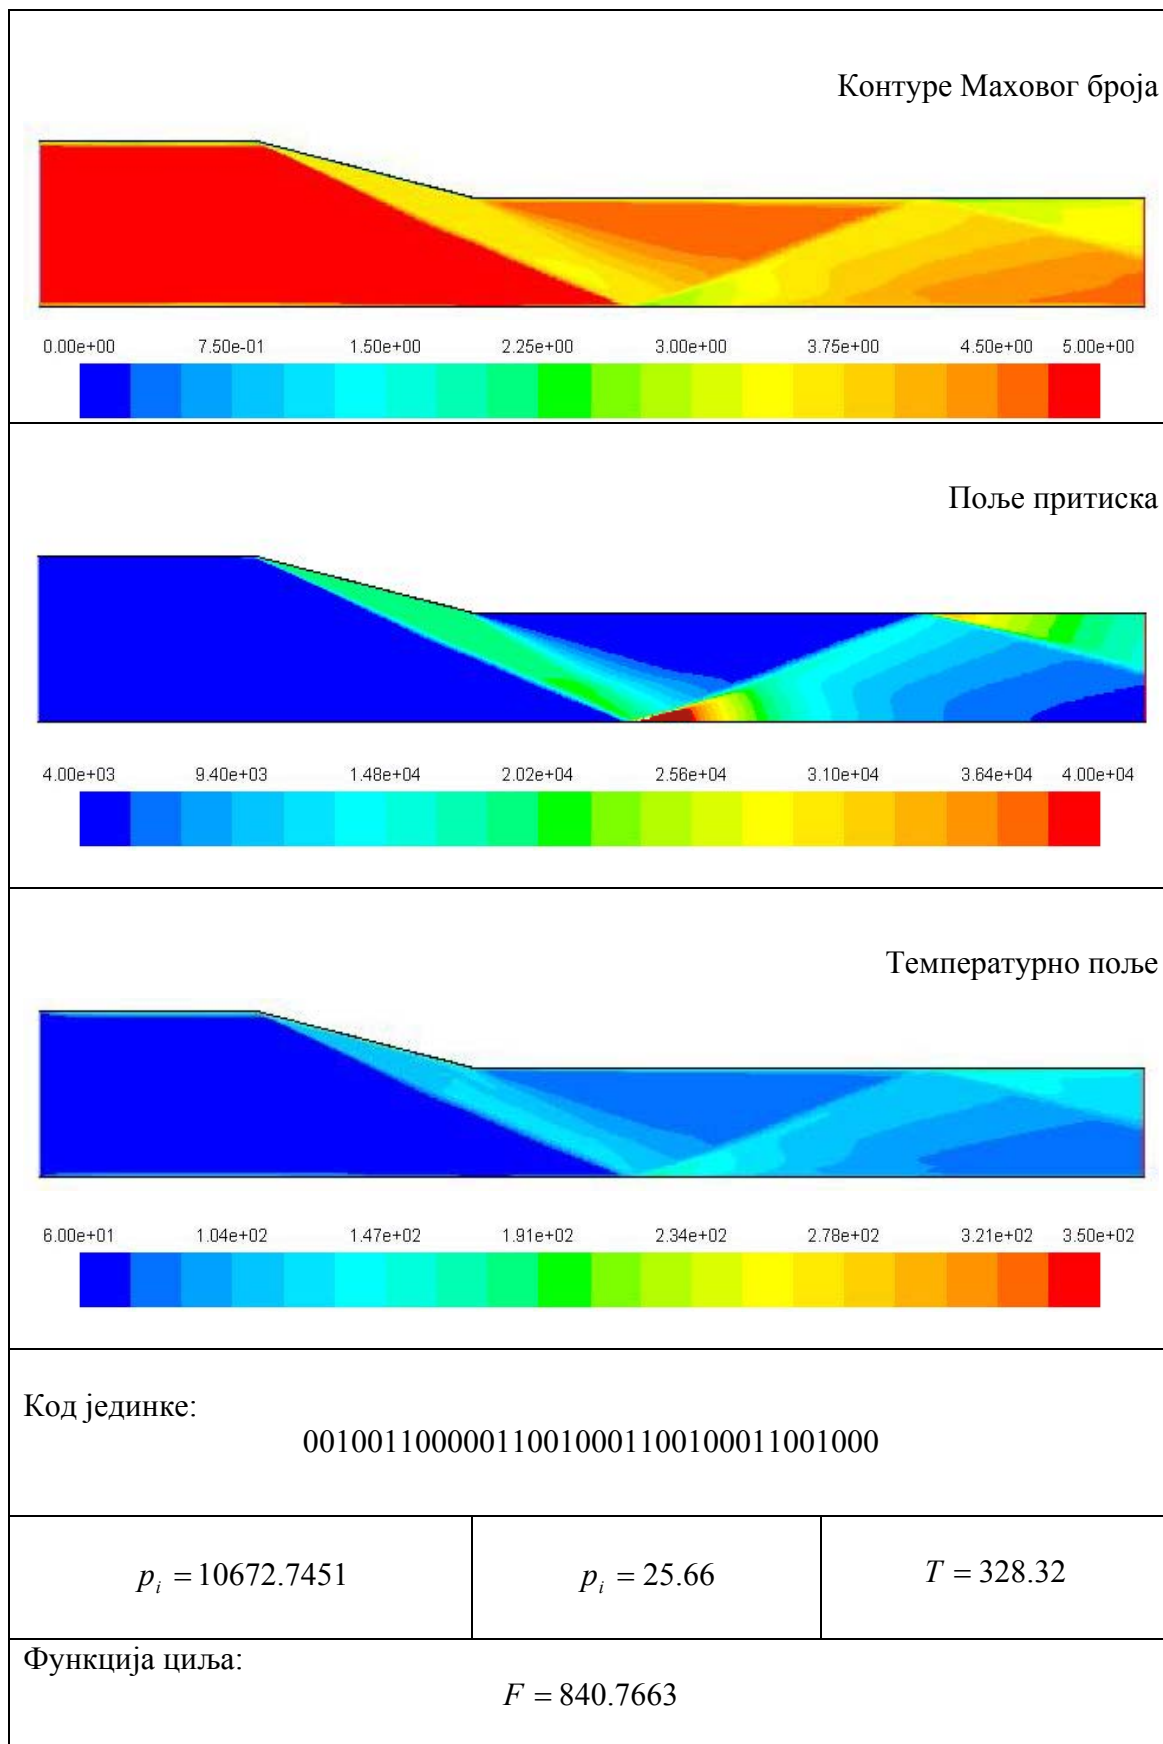 Контуре Маховог броја
0.00e+00 7.50e-01 1.50e+00 2.25e+00 3.00e+00 3.75e+00 4.50e+00 5.00e+00
Поље притиска
4.00e+03 9.40e+03 1.48e+04 2.02e+04 2.56e+04 3.10e+04 3.64e+04 4.00e+04
Температурно поље
6.00e+01 1.04e+02 1.47e+02 1.91e+02 2.34e+02 2.78e+02 3.21e+02 3.50e+02
Код јединке:
001001100000110010001100100011001000
p_i = 10672.7451 p_i = 25.66 T = 328.32
Функција циља:
F = 840.7663